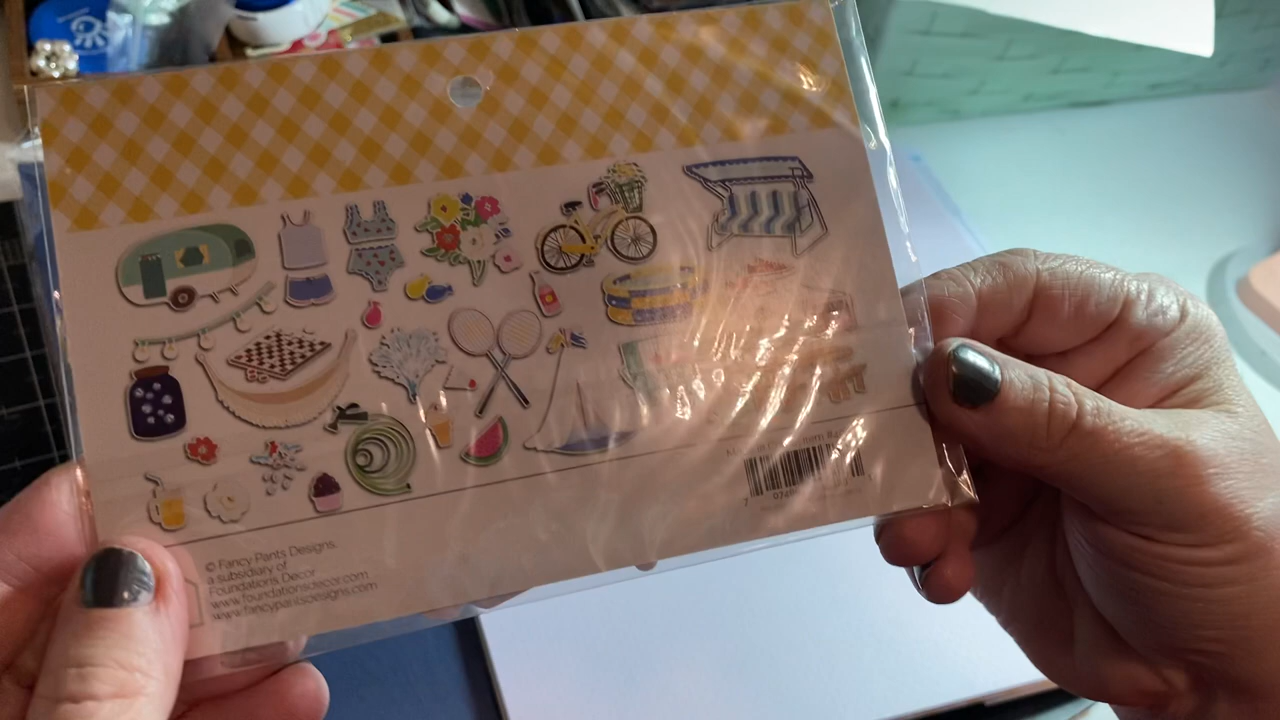 © Fancy Pants Designs.
a subsidiary of
Foundations Decor
www.foundationsdecor.com
www.fancypantsdesigns.com